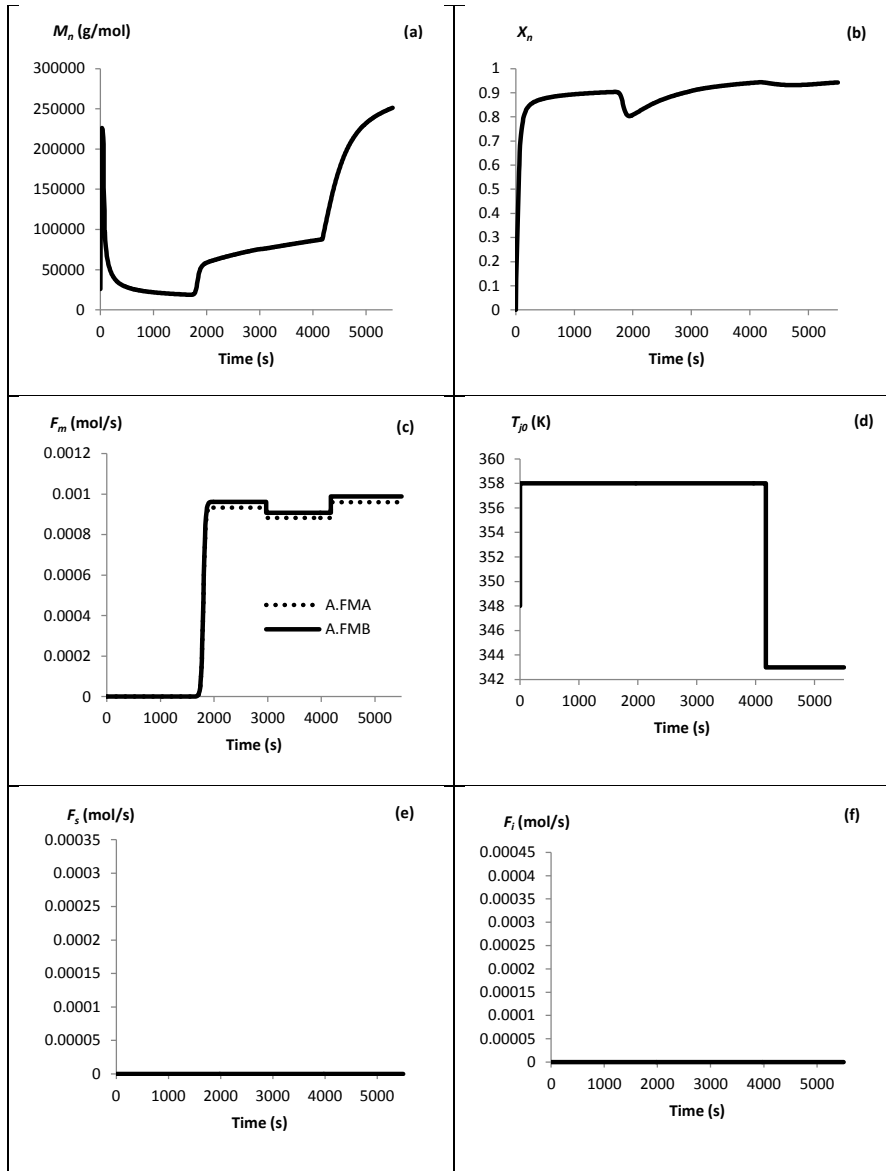 M_n (g/mol)
(a)
300000
250000
200000
150000
100000
50000
0
0 1000 2000 3000 4000 5000
Time (s)
X_n
(b)
1
0.9
0.8
0.7
0.6
0.5
0.4
0.3
0.2
0.1
0
0 1000 2000 3000 4000 5000
Time (s)
F_m (mol/s)
(c)
0.0012
0.001
0.0008
0.0006
0.0004
0.0002
0
A.FMA
A.FMB
0 1000 2000 3000 4000 5000
Time (s)
T_j0 (K)
(d)
360
358
356
354
352
350
348
346
344
342
0 1000 2000 3000 4000 5000
Time (s)
F_s (mol/s)
(e)
0.00035
0.0003
0.00025
0.0002
0.00015
0.0001
0.00005
0
0 1000 2000 3000 4000 5000
Time (s)
F_i (mol/s)
(f)
0.00045
0.0004
0.00035
0.0003
0.00025
0.0002
0.00015
0.0001
0.00005
0
0 1000 2000 3000 4000 5000
Time (s)